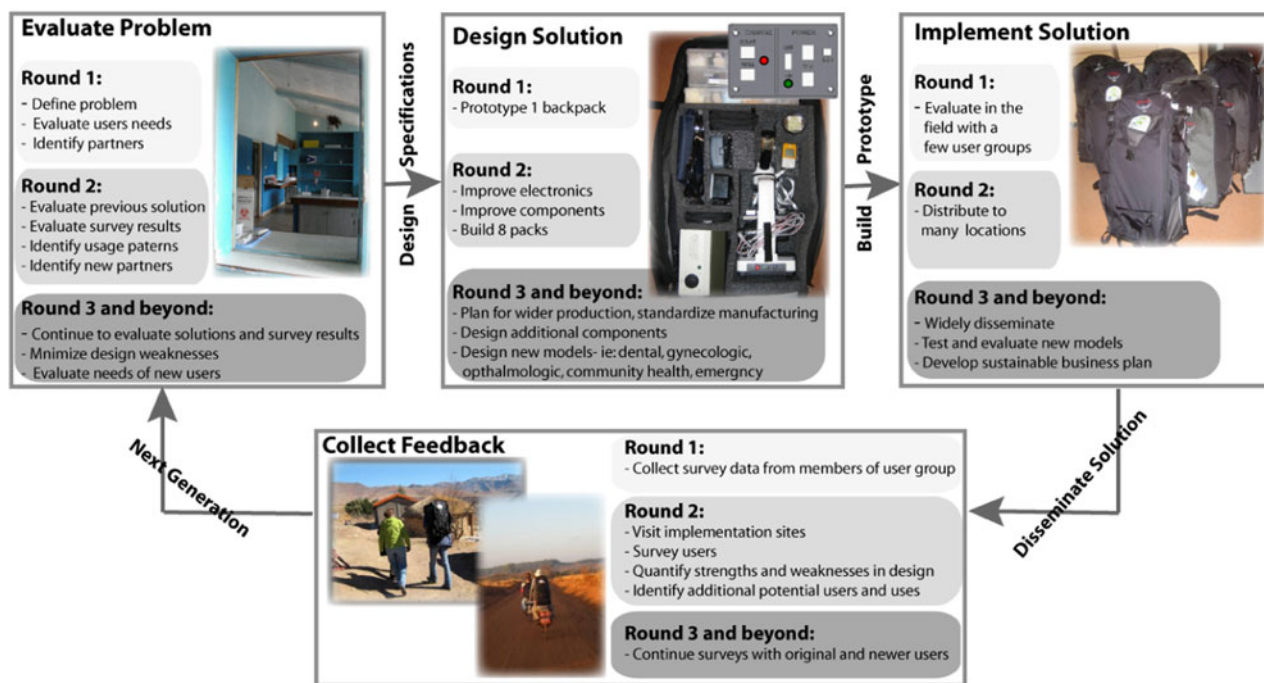 Evaluate Problem
Round 1:
- Define problem
- Evaluate users needs
- Identify partners
Round 2:
- Evaluate previous solution
- Evaluate survey results
- Identify usage paterns
- Identify new partners
Round 3 and beyond:
- Continue to evaluate solutions and survey results
- Mnimize design weaknesses
- Evaluate needs of new users
Design Specifications
Design Solution
Round 1:
- Prototype 1 backpack
Round 2:
- Improve electronics
- Improve components
- Build 8 packs
Round 3 and beyond:
- Plan for wider production, standardize manufacturing
- Design additional components
- Design new models- ie: dental, gynecologic,
opthalmologic, community health, emergncy
CHARGE
POWER
Build Prototype
Implement Solution
Round 1:
- Evaluate in the
field with a
few user groups
Round 2:
- Distribute to
many locations
Round 3 and beyond:
- Widely disseminate
- Test and evaluate new models
- Develop sustainable business plan
Disseminate Solution
Collect Feedback
Round 1:
- Collect survey data from members of user group
Round 2:
- Visit implementation sites
- Survey users
- Quantify strengths and weaknesses in design
- Identify additional potential users and uses
Round 3 and beyond:
- Continue surveys with original and newer users
Next Generation